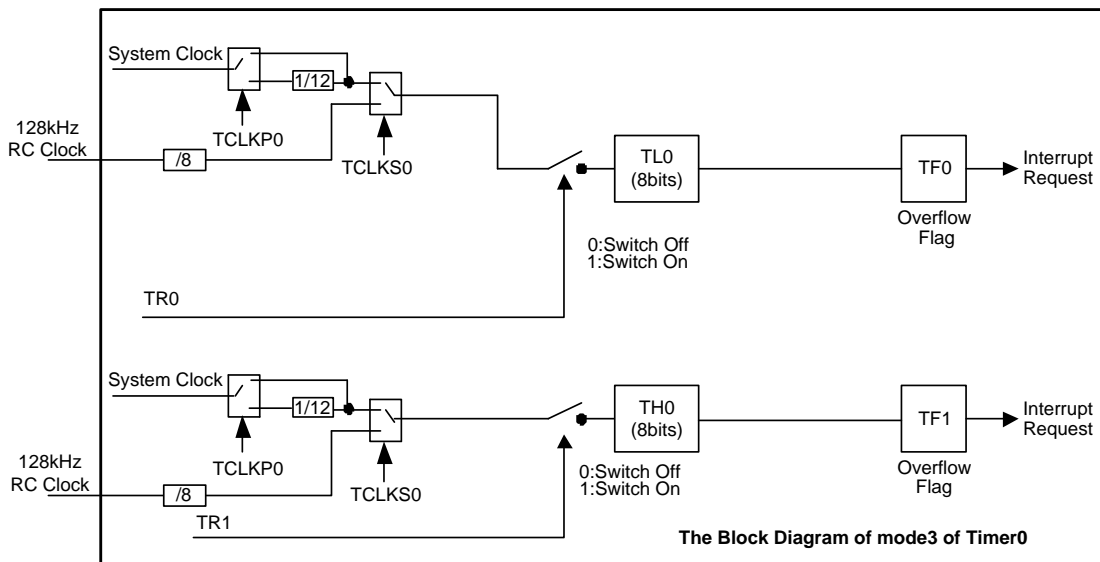 System Clock
1/12
TCLKP0
128kHz
RC Clock
/8
TCLKS0
TL0
(8bits)
TF0
Interrupt
Request
Overflow
Flag
0:Switch Off
1:Switch On
TR0
System Clock
1/12
TCLKP0
128kHz
RC Clock
/8
TCLKS0
TH0
(8bits)
TF1
Interrupt
Request
Overflow
Flag
0:Switch Off
1:Switch On
TR1
The Block Diagram of mode3 of Timer0